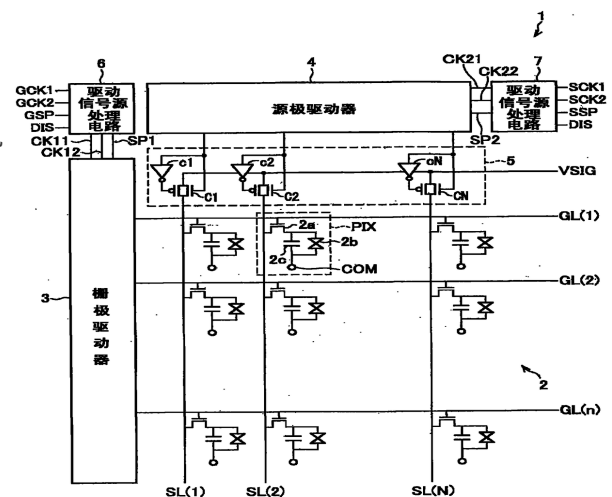 1
6
4
7
CK21
CK22
GCK1
GCK2
GSP
DIS
驱动
信号源
处理
电路
源极驱动器
驱动
信号源
处理
电路
SCK1
SCK2
SSP
DIS
CK11
CK12
SP1
SP2
c1
c2
cN
5
C1
C2
CN
VSIG
GL(1)
2a
PIX
2b
2c
COM
3
栅极驱动器
GL(2)
2
GL(n)
SL(1)
SL(2)
SL(N)